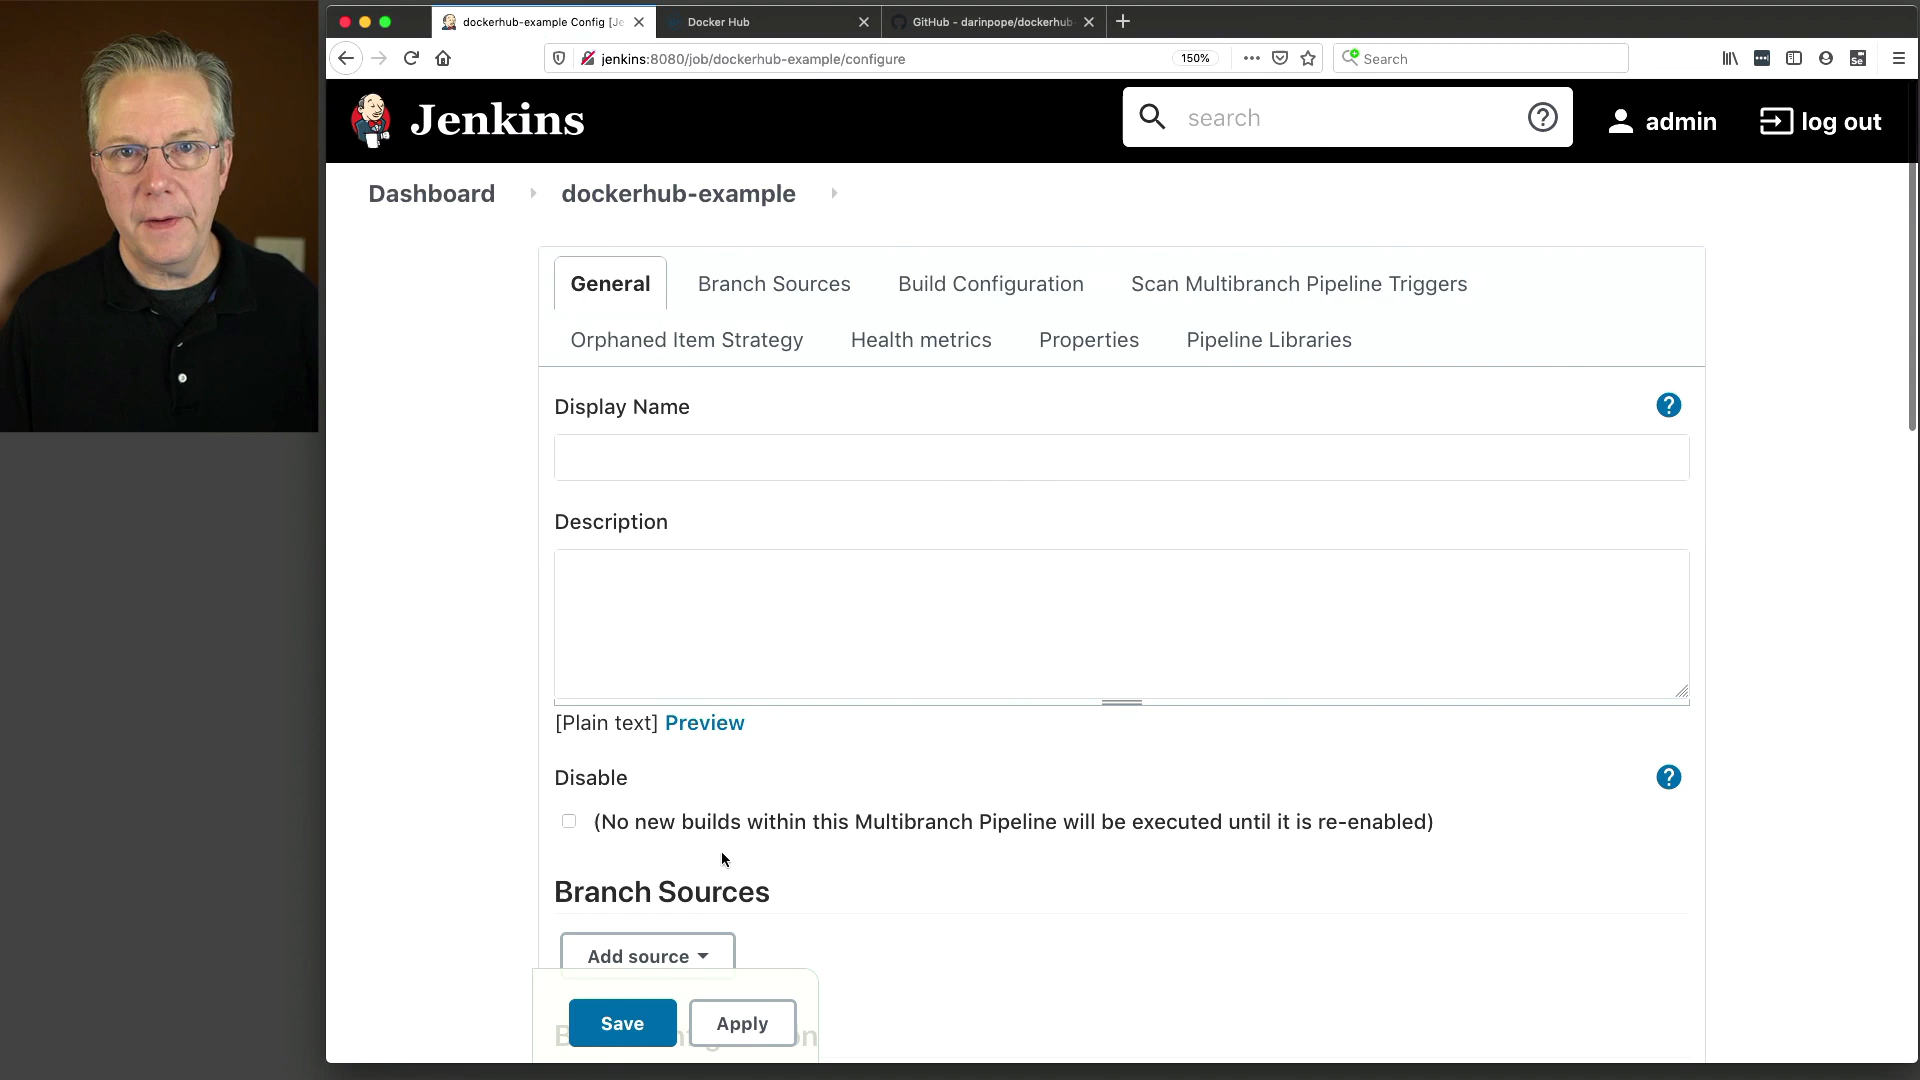 dockerhub-example Config [Je
Docker Hub
GitHub - darinpope/dockerhub-
jenkins:8080/job/dockerhub-example/configure
150%
Search
Jenkins
search
admin
log out
Dashboard
dockerhub-example
General
Branch Sources
Build Configuration
Scan Multibranch Pipeline Triggers
Orphaned Item Strategy
Health metrics
Properties
Pipeline Libraries
Display Name
Description
[Plain text] Preview
Disable
(No new builds within this Multibranch Pipeline will be executed until it is re-enabled)
Branch Sources
Add source
Save
Apply